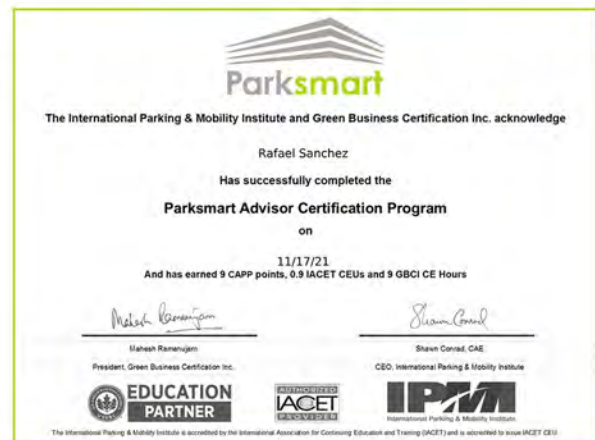 Parksmart
The International Parking & Mobility Institute and Green Business Certification Inc. acknowledge
Rafael Sanchez
Has successfully completed the
Parksmart Advisor Certification Program
on
11/17/21
And has earned 9 CAPP points, 0.9 IACET CEUs and 9 GBCI CE Hours
Mahesh Ramanujam
Shawn Conrad
Mahesh Ramanujem
Shawn Conrad, CAE
President, Green Business Certification Inc.
CEO, International Parking & Mobility Institute
EDUCATION
PARTNER
AUTHORIZED
IACET
PROVIDER
IPMI
International Parking & Mobility Institute
The International Parking & Mobility Institute is accredited by the International Association for Continuing Education and Training (IACET) and is accredited to issue IACET CEU